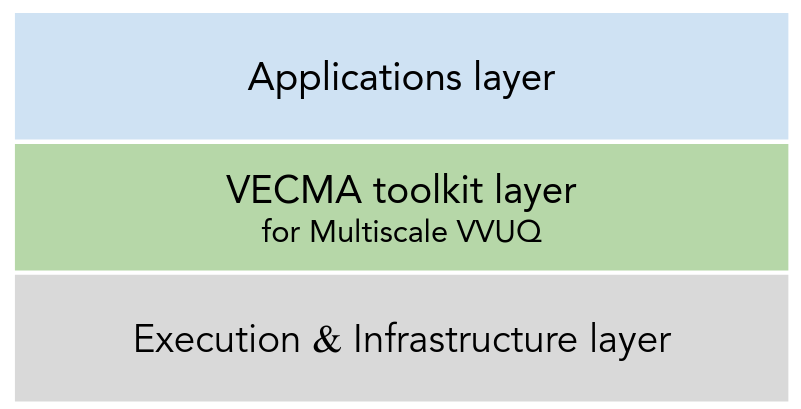 Applications layer
VECMA toolkit layer
for Multiscale VVUQ
Execution & Infrastructure layer